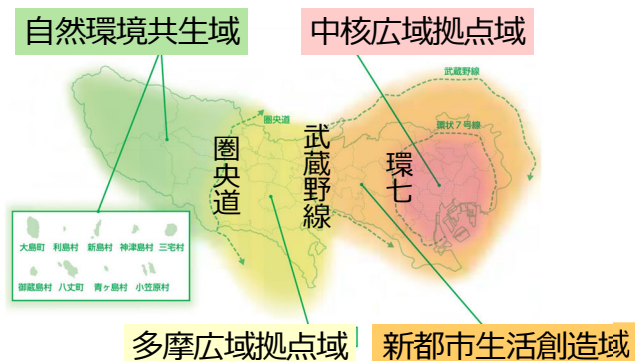 自然環境共生域
中核広域拠点域
武蔵野線
圏央道
環状7号線
圏央道
武蔵野線
環七
大島町 利島村 新島村 神津島村 三宅村
御蔵島村 八丈町 青ヶ島村 小笠原村
多摩広域拠点域
新都市生活創造域